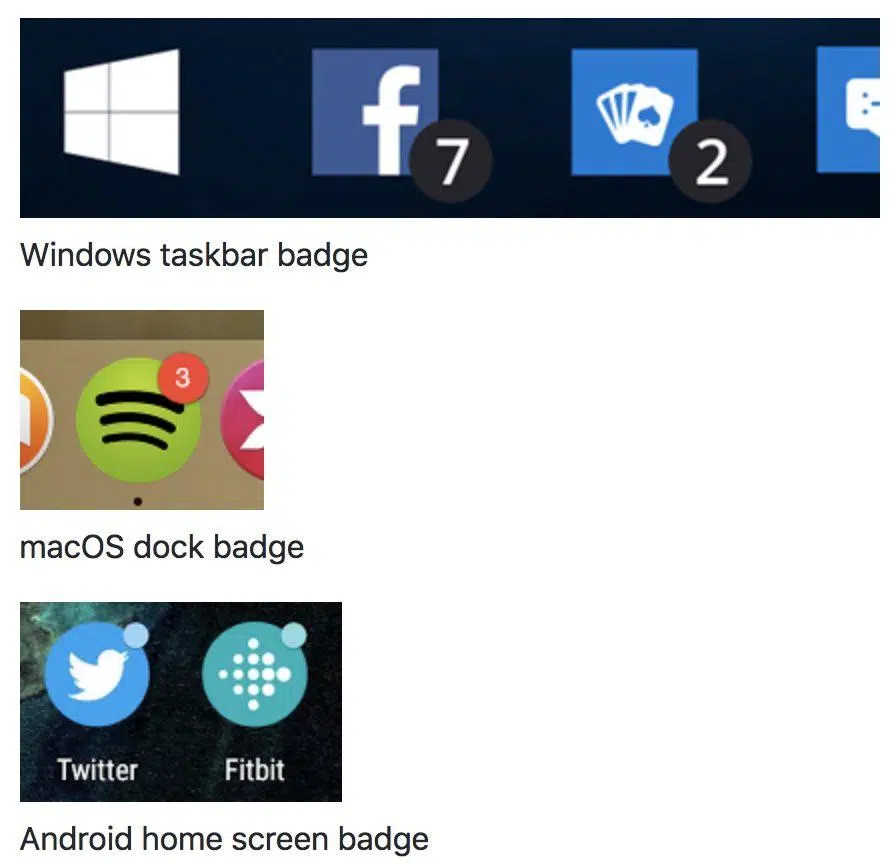 7
2
Windows taskbar badge
3
macOS dock badge
Twitter Fitbit
Android home screen badge